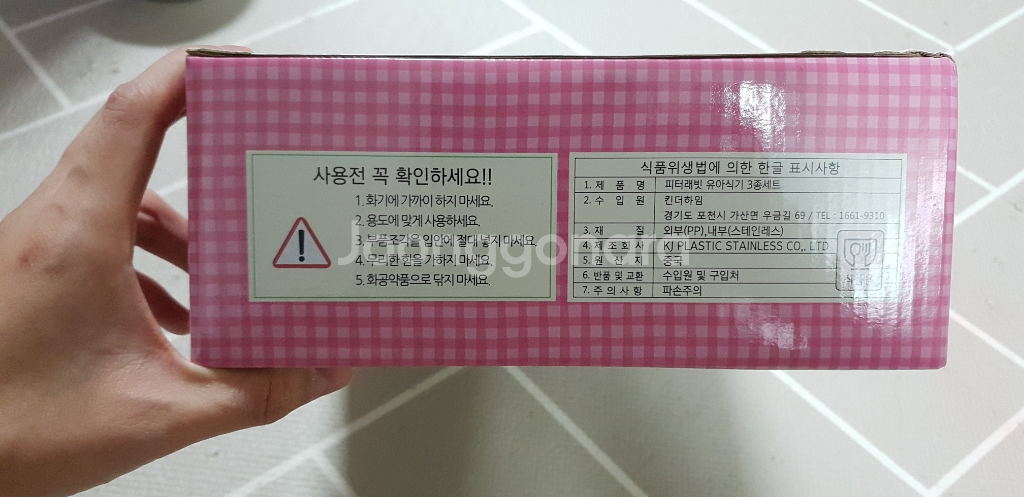 사용전 꼭 확인하세요!!
1. 화기에 가까이 하지 마세요.
2. 용도에 맞게 사용하세요.
3. 부품조각을 입안에 절대 넣지 마세요
4. 무리한 힘을 가하지 마세요.
5. 화공약품으로 닦지 마세요.
식품위생법에 의한 한글 표시사항
1. 제 품 명 피터래빗 유아식기 3종세트
2. 수 입 원 킨더하임
경기도 포천시 가산면 우금길 69 / TEL : 1661-9310
3. 재 질 외부(PP),내부(스테인레스)
4. 제 조 회 사 KJ PLASTIC STAINLESS CO,. LTD
5. 원 산 지 중국
6. 반품 및 교환 수입원 및 구입처
7. 주 의 사 항 파손주의
Joonggonara